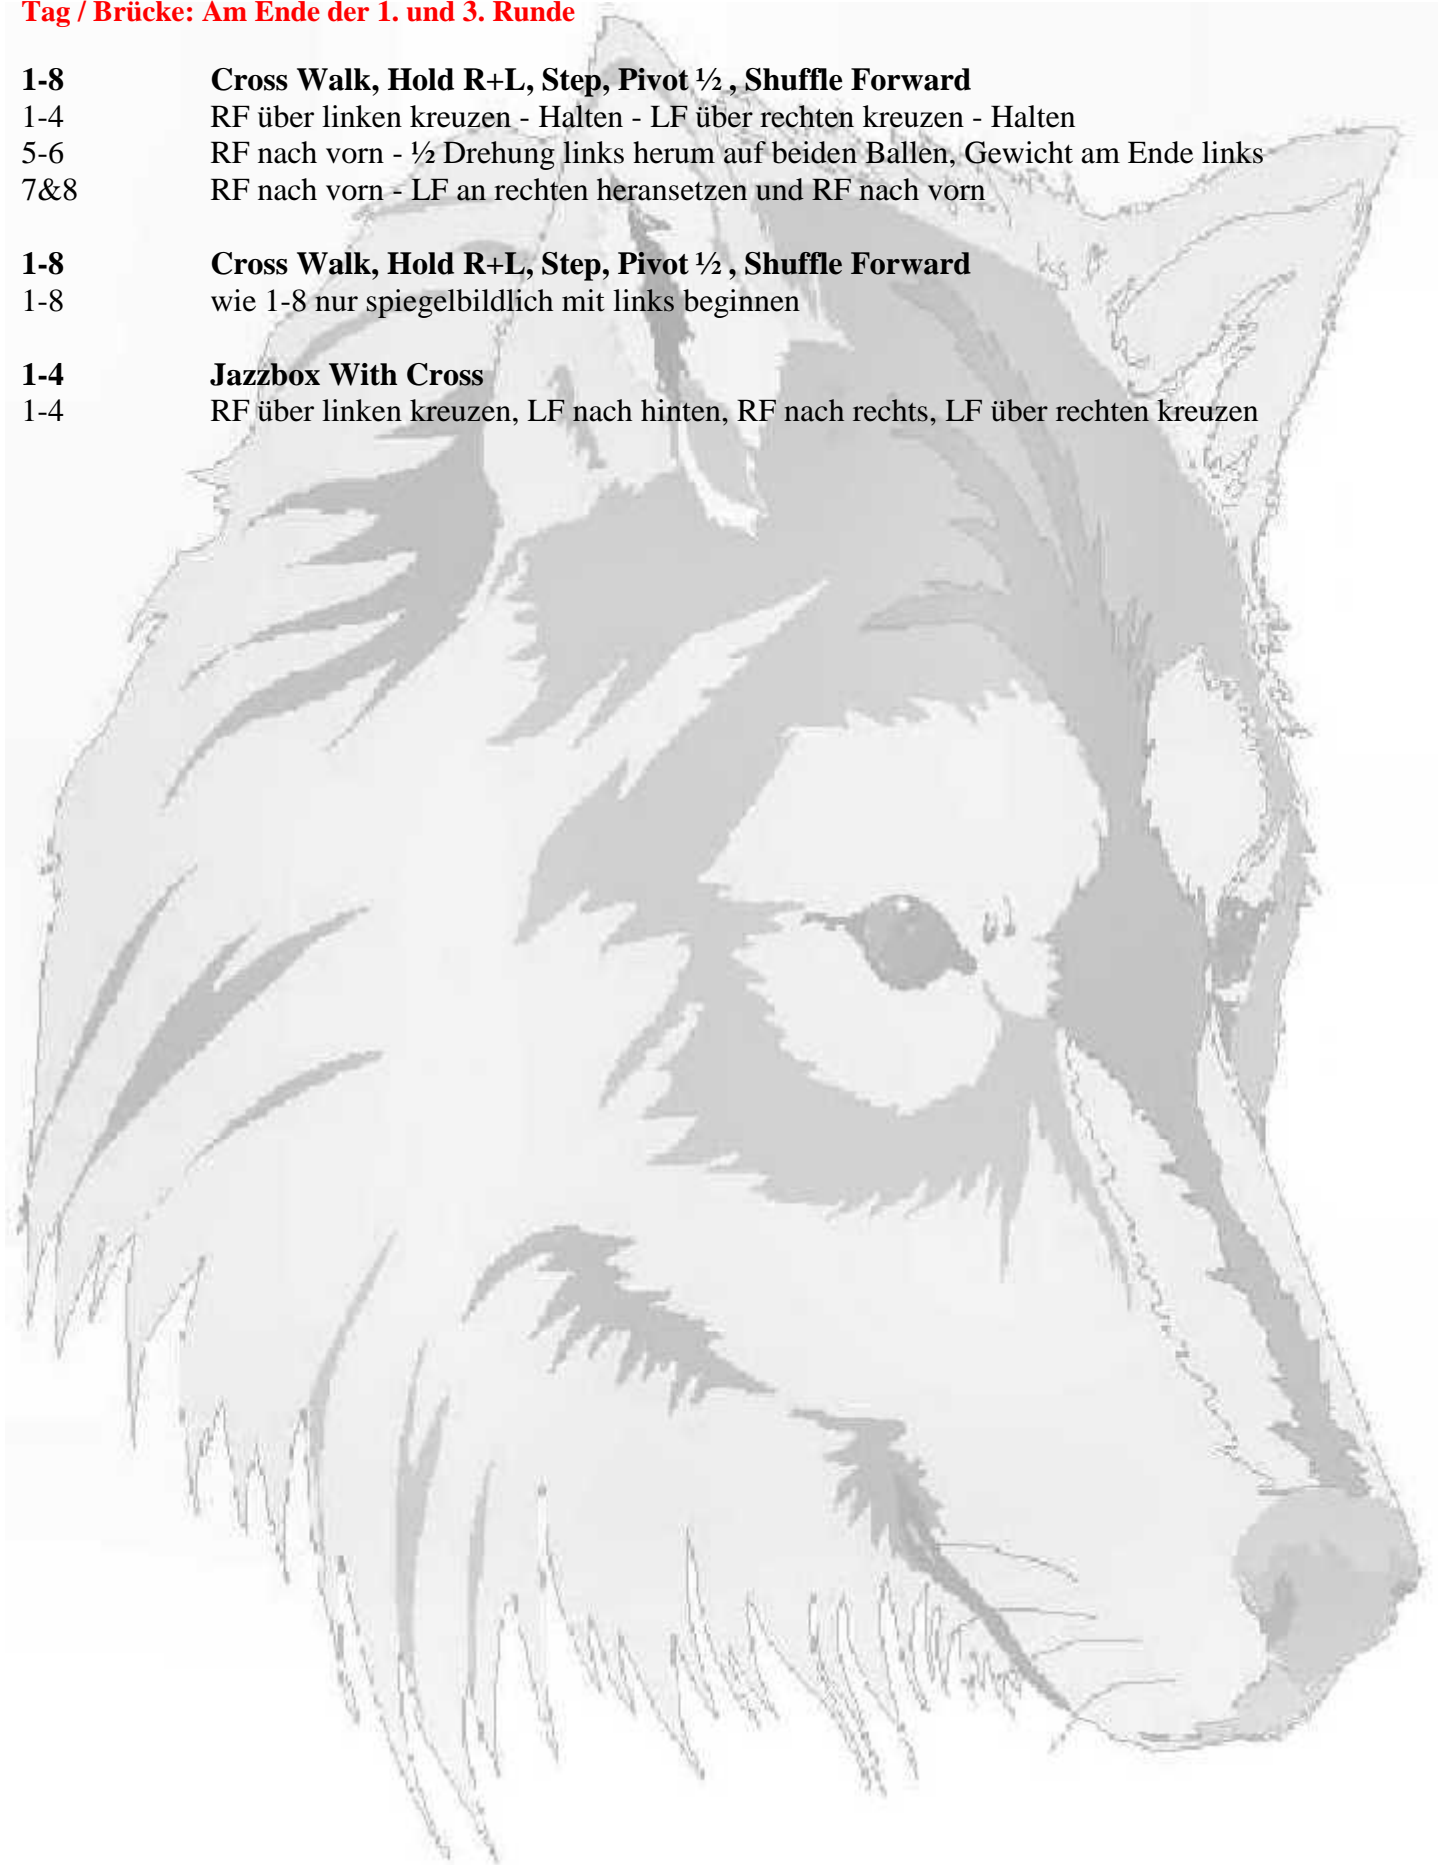 Tag / Brücke: Am Ende der 1. und 3. Runde
1-8 Cross Walk, Hold R+L, Step, Pivot ½ , Shuffle Forward
1-4 RF über linken kreuzen - Halten - LF über rechten kreuzen - Halten
5-6 RF nach vorn - ½ Drehung links herum auf beiden Ballen, Gewicht am Ende links
7&8 RF nach vorn - LF an rechten heransetzen und RF nach vorn
1-8 Cross Walk, Hold R+L, Step, Pivot ½ , Shuffle Forward
1-8 wie 1-8 nur spiegelbildlich mit links beginnen
1-4 Jazzbox With Cross
1-4 RF über linken kreuzen, LF nach hinten, RF nach rechts, LF über rechten kreuzen